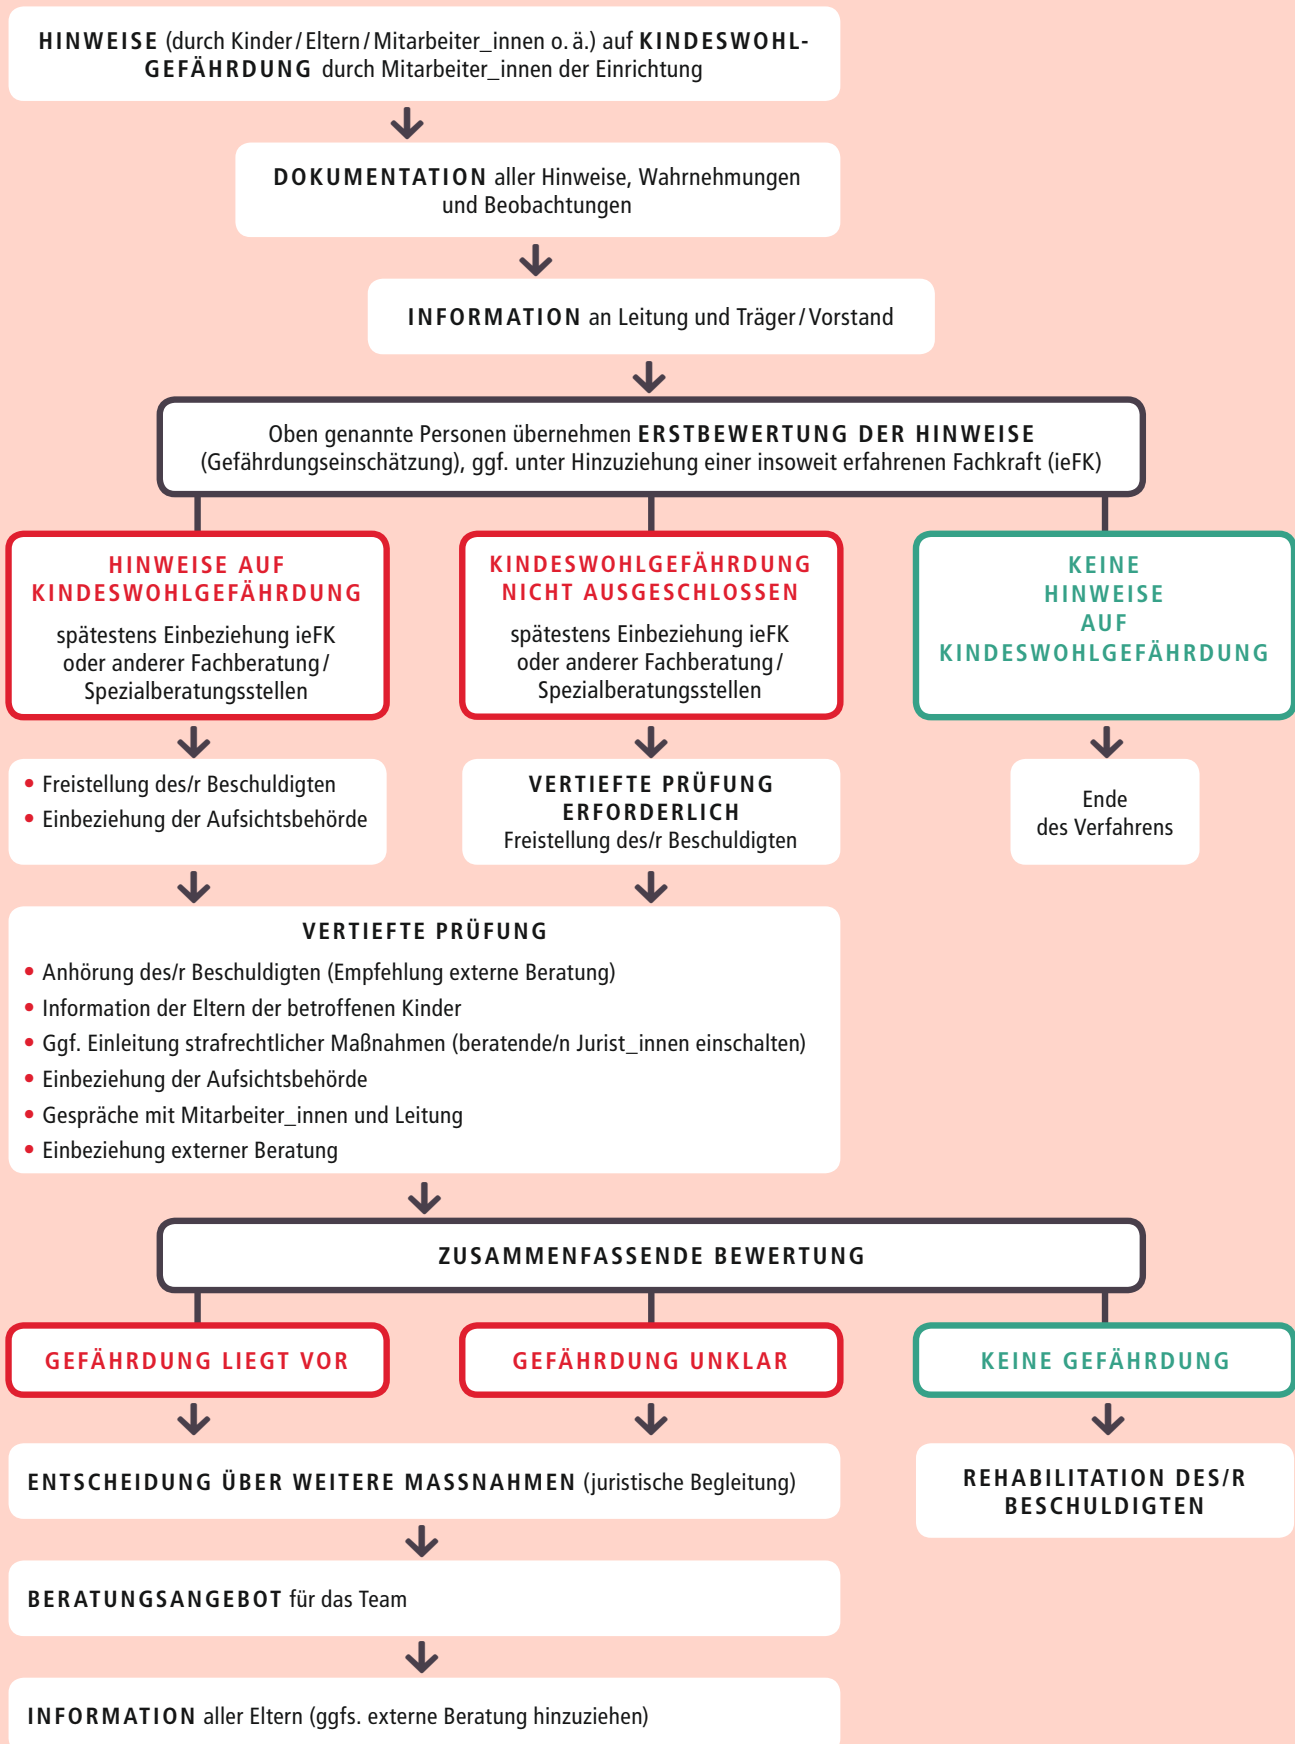 HINWEISE (durch Kinder/Eltern/Mitarbeiter_innen o.ä.) auf KINDESWOHL-
GEFÄHRDUNG durch Mitarbeiter_innen der Einrichtung
DOKUMENTATION aller Hinweise, Wahrnehmungen
und Beobachtungen
INFORMATION an Leitung und Träger/Vorstand
Oben genannte Personen übernehmen ERSTBEWERTUNG DER HINWEISE
(Gefährdungseinschätzung), ggf. unter Hinzuziehung einer insoweit erfahrenen Fachkraft (ieFK)
HINWEISE AUF
KINDESWOHLGEFÄHRDUNG
spätestens Einbeziehung ieFK
oder anderer Fachberatung/
Spezialberatungsstellen
KINDESWOHLGEFÄHRDUNG
NICHT AUSGESCHLOSSEN
spätestens Einbeziehung ieFK
oder anderer Fachberatung/
Spezialberatungsstellen
KEINE
HINWEISE
AUF
KINDESWOHLGEFÄHRDUNG
• Freistellung des/r Beschuldigten
• Einbeziehung der Aufsichtsbehörde
VERTIEFTE PRÜFUNG
ERFORDERLICH
Freistellung des/r Beschuldigten
Ende
des Verfahrens
VERTIEFTE PRÜFUNG
• Anhörung des/r Beschuldigten (Empfehlung externe Beratung)
• Information der Eltern der betroffenen Kinder
• Ggf. Einleitung strafrechtlicher Maßnahmen (beratende/n Jurist_innen einschalten)
• Einbeziehung der Aufsichtsbehörde
• Gespräche mit Mitarbeiter_innen und Leitung
• Einbeziehung externer Beratung
ZUSAMMENFASSENDE BEWERTUNG
GEFÄHRDUNG LIEGT VOR
GEFÄHRDUNG UNKLAR
KEINE GEFÄHRDUNG
ENTSCHEIDUNG ÜBER WEITERE MASSNAHMEN (juristische Begleitung)
REHABILITATION DES/R
BESCHULDIGTEN
BERATUNGSANGEBOT für das Team
INFORMATION aller Eltern (ggfs. externe Beratung hinzuziehen)